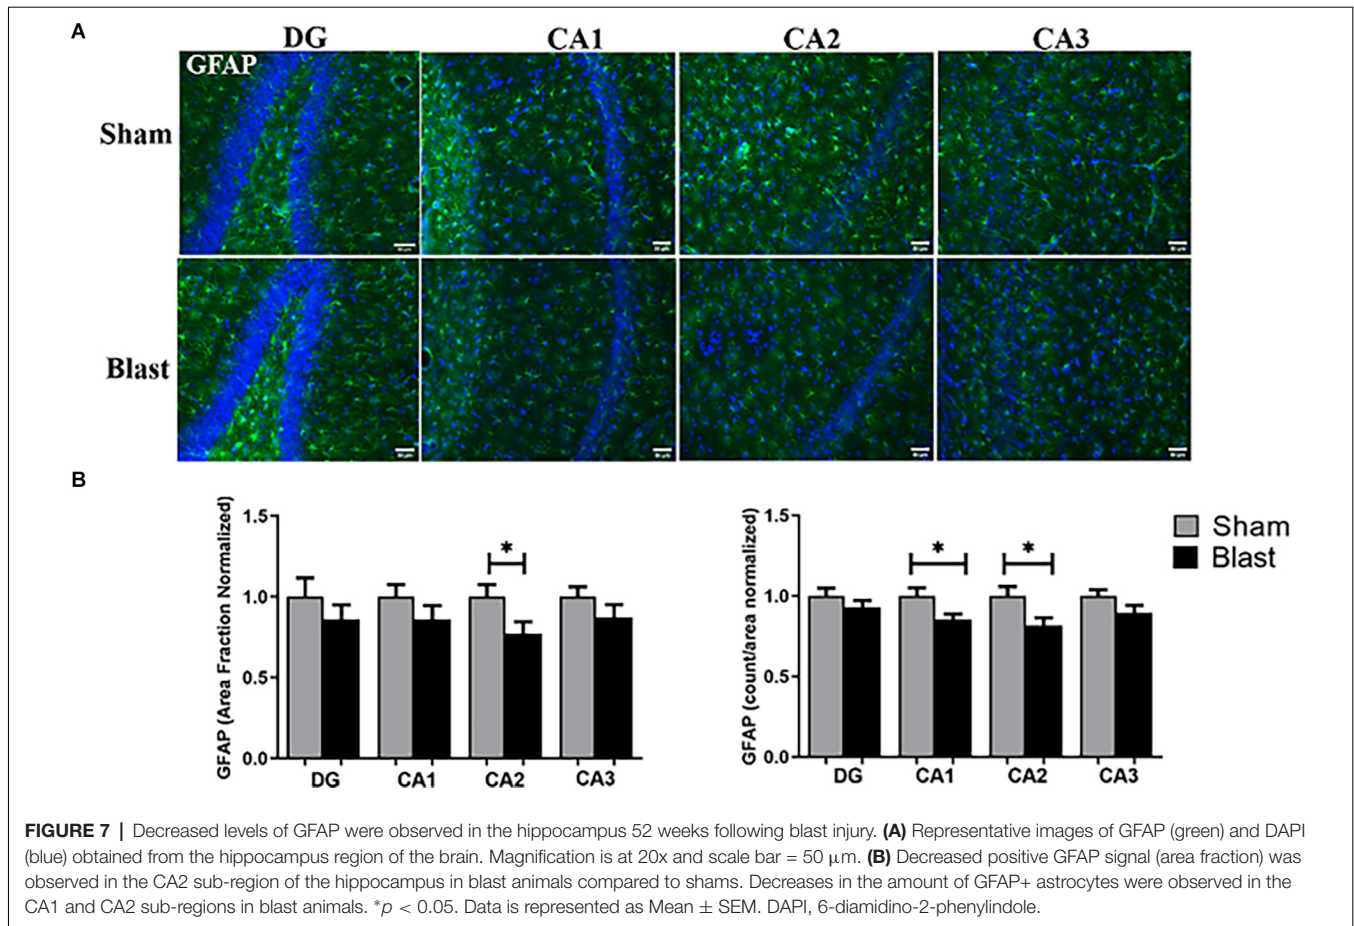 A
DG CA1 CA2 CA3
GFAP
Sham
Blast
B
GFAP (Area Fraction Normalized)
1.5
1.0
0.5
0.0
*
DG CA1 CA2 CA3
GFAP (count/area normalized)
1.5
1.0
0.5
0.0
* *
DG CA1 CA2 CA3
Sham
Blast
FIGURE 7 | Decreased levels of GFAP were observed in the hippocampus 52 weeks following blast injury. (A) Representative images of GFAP (green) and DAPI
(blue) obtained from the hippocampus region of the brain. Magnification is at 20x and scale bar = 50 μm. (B) Decreased positive GFAP signal (area fraction) was
observed in the CA2 sub-region of the hippocampus in blast animals compared to shams. Decreases in the amount of GFAP+ astrocytes were observed in the
CA1 and CA2 sub-regions in blast animals. *p < 0.05. Data is represented as Mean ± SEM. DAPI, 6-diamidino-2-phenylindole.